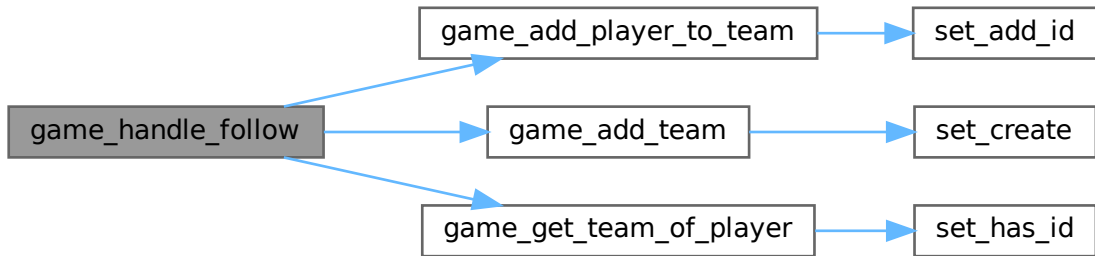 game_handle_follow
game_add_player_to_team
set_add_id
game_add_team
set_create
game_get_team_of_player
set_has_id